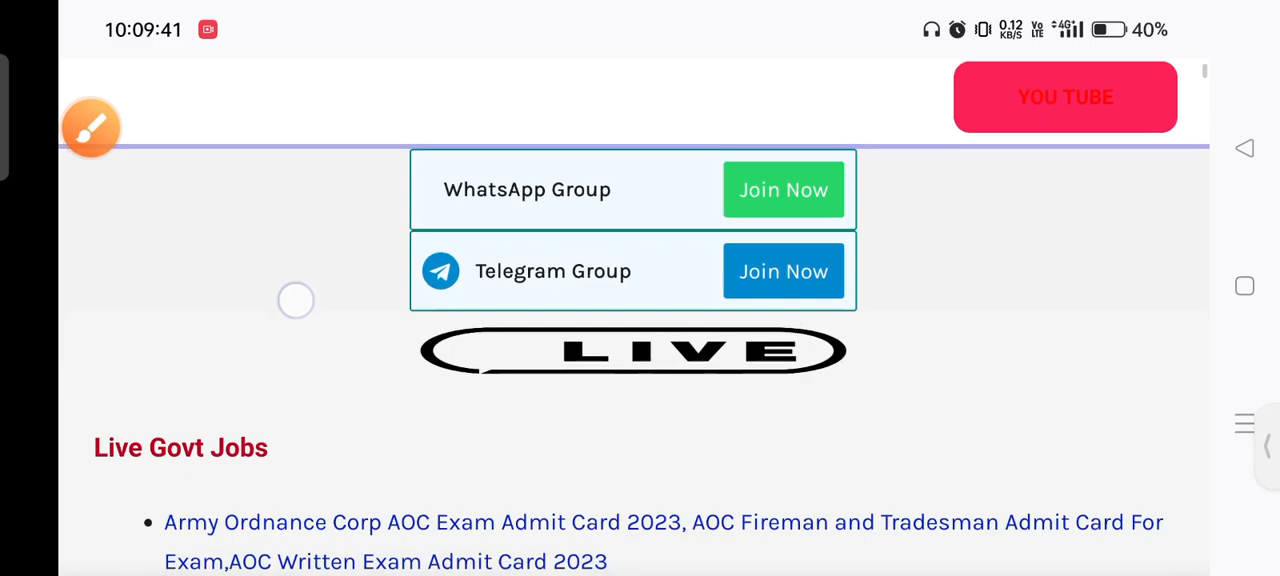 10:09:41
0.12 KB/S Vo LTE 4G+ 40%
YOU TUBE
WhatsApp Group Join Now
Telegram Group Join Now
LIVE
Live Govt Jobs
Army Ordnance Corp AOC Exam Admit Card 2023, AOC Fireman and Tradesman Admit Card For
Exam,AOC Written Exam Admit Card 2023